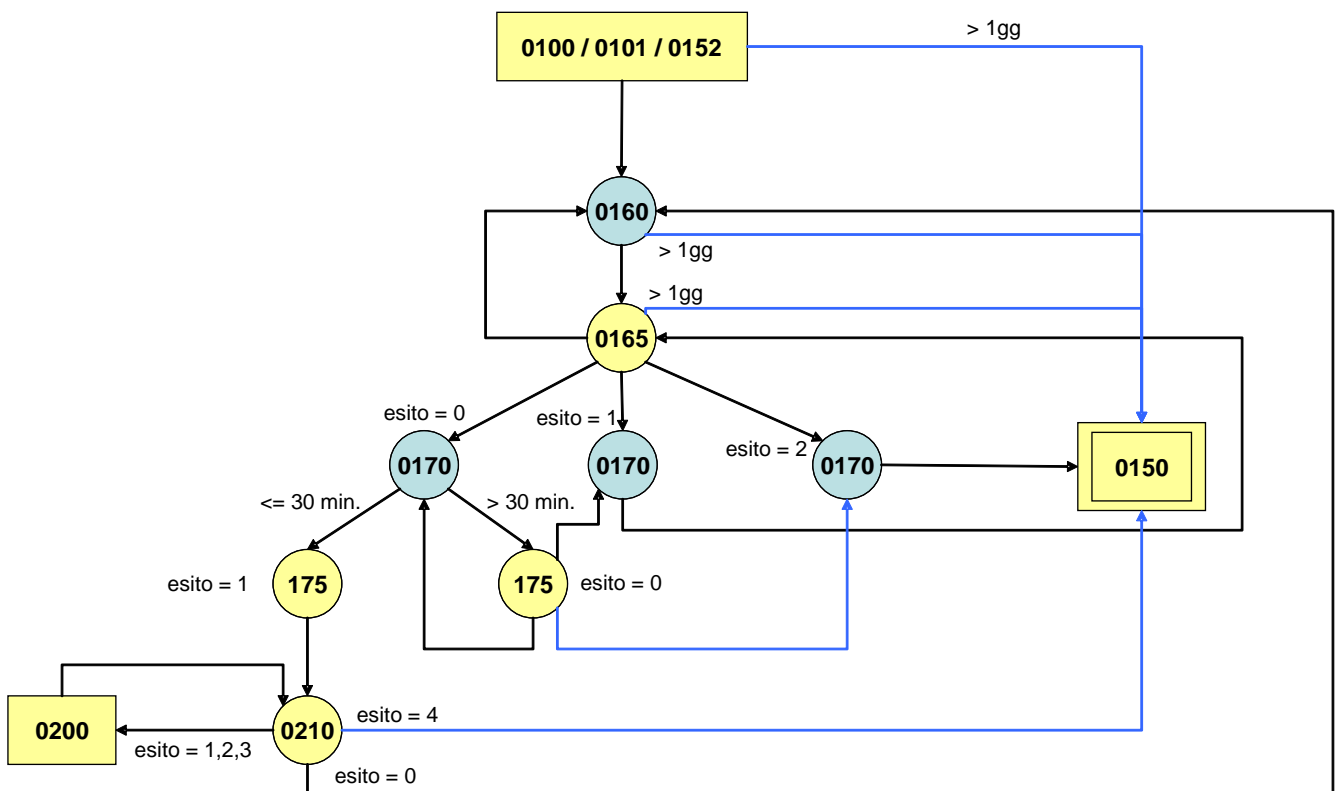 0100 / 0101 / 0152
> 1gg
0160
> 1gg
> 1gg
0165
esito = 0
esito = 1
esito = 2
0170
0170
0170
0150
<= 30 min.
> 30 min.
esito = 1
175
175
esito = 0
0200
0210
esito = 4
esito = 1,2,3
esito = 0